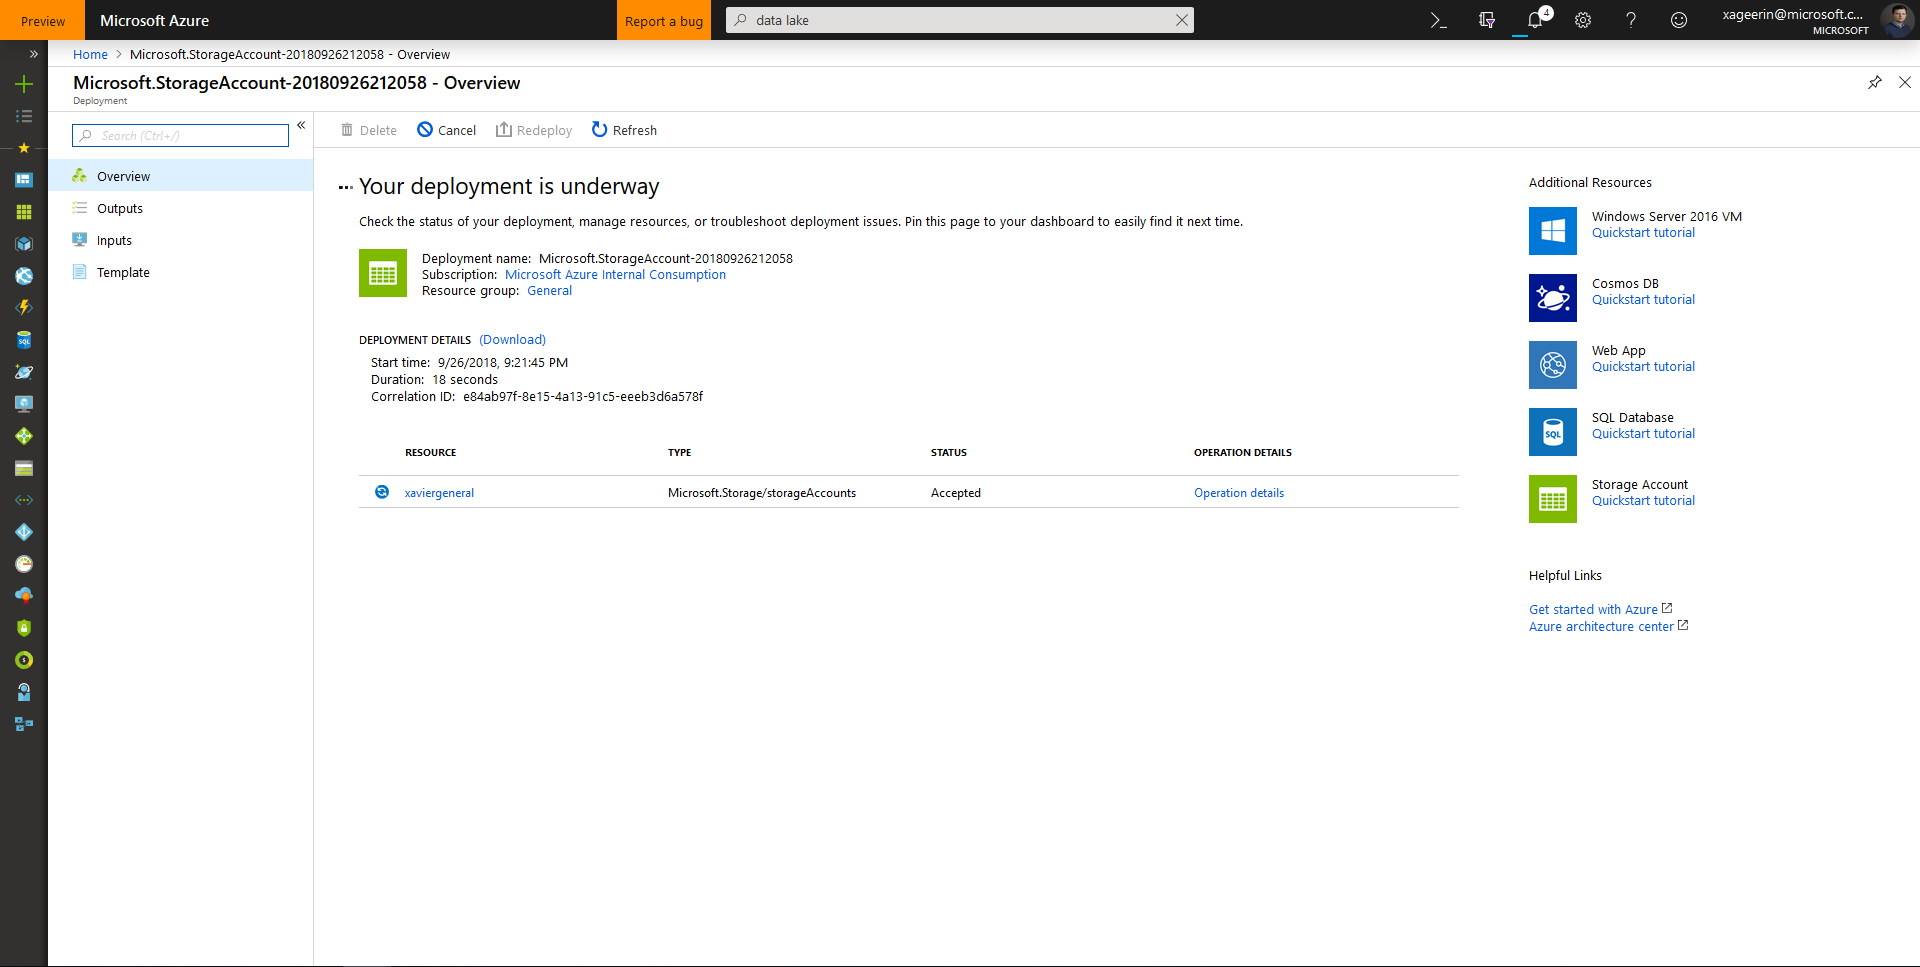 Preview
Microsoft Azure
Report a bug
data lake
4
xageerin@microsoft.c...
MICROSOFT
Home > Microsoft.StorageAccount-20180926212058 - Overview
Microsoft.StorageAccount-20180926212058 - Overview
Deployment
Search (Ctrl+/)
Overview
Outputs
Inputs
Template
Delete Cancel Redeploy Refresh
Your deployment is underway
Check the status of your deployment, manage resources, or troubleshoot deployment issues. Pin this page to your dashboard to easily find it next time.
Deployment name: Microsoft.StorageAccount-20180926212058
Subscription: Microsoft Azure Internal Consumption
Resource group: General
DEPLOYMENT DETAILS (Download)
Start time: 9/26/2018, 9:21:45 PM
Duration: 18 seconds
Correlation ID: e84ab97f-8e15-4a13-91c5-eeeb3d6a578f
RESOURCE TYPE STATUS OPERATION DETAILS
xaviergeneral Microsoft.Storage/storageAccounts Accepted Operation details
Additional Resources
Windows Server 2016 VM
Quickstart tutorial
Cosmos DB
Quickstart tutorial
Web App
Quickstart tutorial
SQL
SQL Database
Quickstart tutorial
Storage Account
Quickstart tutorial
Helpful Links
Get started with Azure
Azure architecture center